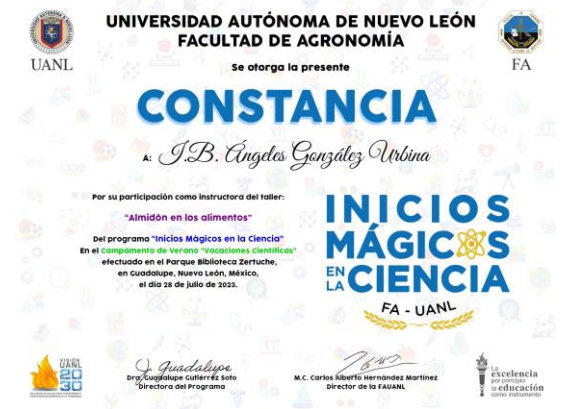 UNIVERSIDAD AUTÓNOMA DE NUEVO LEÓN
FACULTAD DE AGRONOMÍA
UANL
FA
Se otorga la presente
CONSTANCIA
A: I.B. Ángeles González Urbina
Por su participación como instructora del taller:
"Almidón en los alimentos"
Del programa "Inicios Mágicos en la Ciencia"
En el Campamento de Verano "Vacaciones Científicas"
efectuado en el Parque Biblioteca Zertuche,
en Guadalupe, Nuevo León, México,
el día 28 de julio de 2023.
INICIOS
MÁGICOS
EN LA CIENCIA
FA - UANL
VISIÓN
UANL
20
30
J. Guadalupe
Dra. Guadalupe Gutiérrez Soto
Directora del Programa
M.C. Carlos Alberto Hernández Martínez
Director de la FAUANL
La
excelencia
por principio
la educación
como instrumento